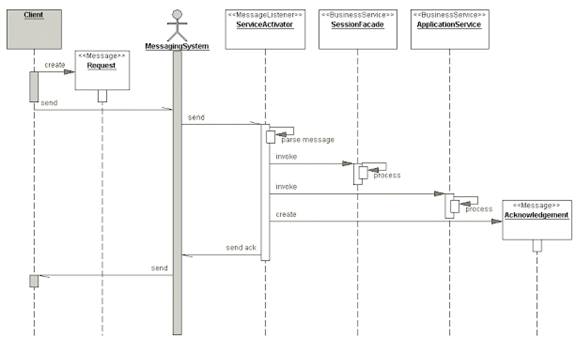 Client
<<MessageListener>>
ServiceActivator
<<BusinessService>>
SessionFacade
<<BusinessService>>
ApplicationService
MessagingSystem
<<Message>>
Request
create
send
send
parse message
invoke
process
invoke
process
create
<<Message>>
Acknowledgement
send ack
send